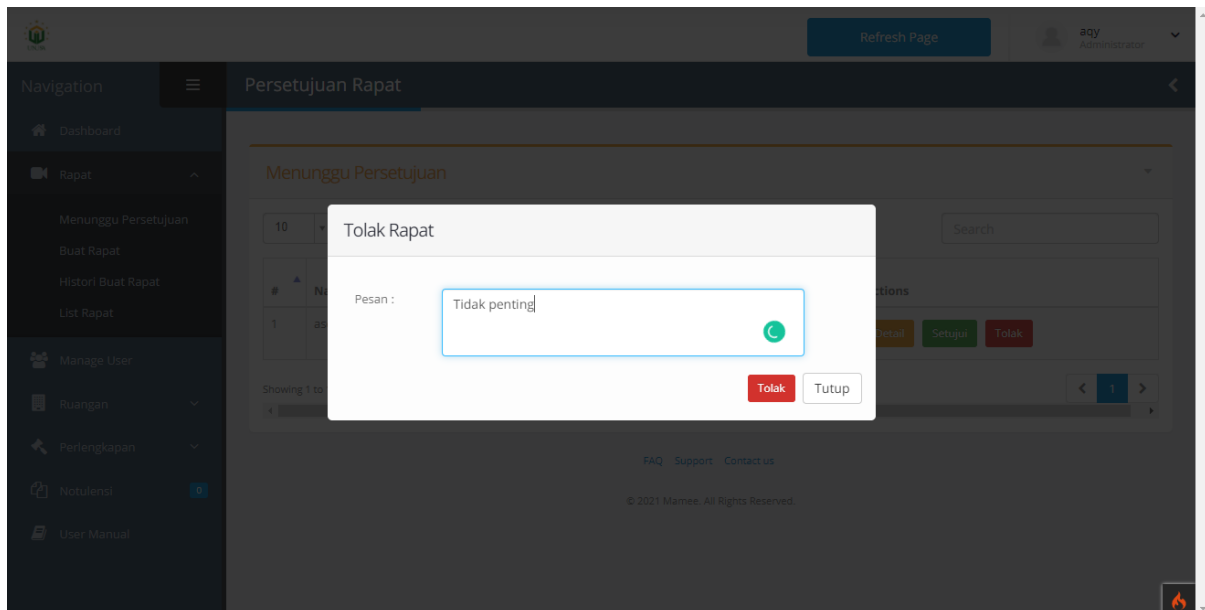 Refresh Page
aqy
Administrator
Navigation
Persetujuan Rapat
Dashboard
Rapat
Menunggu Persetujuan
Buat Rapat
Histori Buat Rapat
List Rapat
Manage User
Ruangan
Perlengkapan
Notulensi 0
User Manual
Menunggu Persetujuan
10
Search
#
1
Detail Setujui Tolak
Showing 1 to
1
Tolak Rapat
Pesan :
Tidak penting
Tolak Tutup
FAQ Support Contact us
© 2021 Mamee. All Rights Reserved.